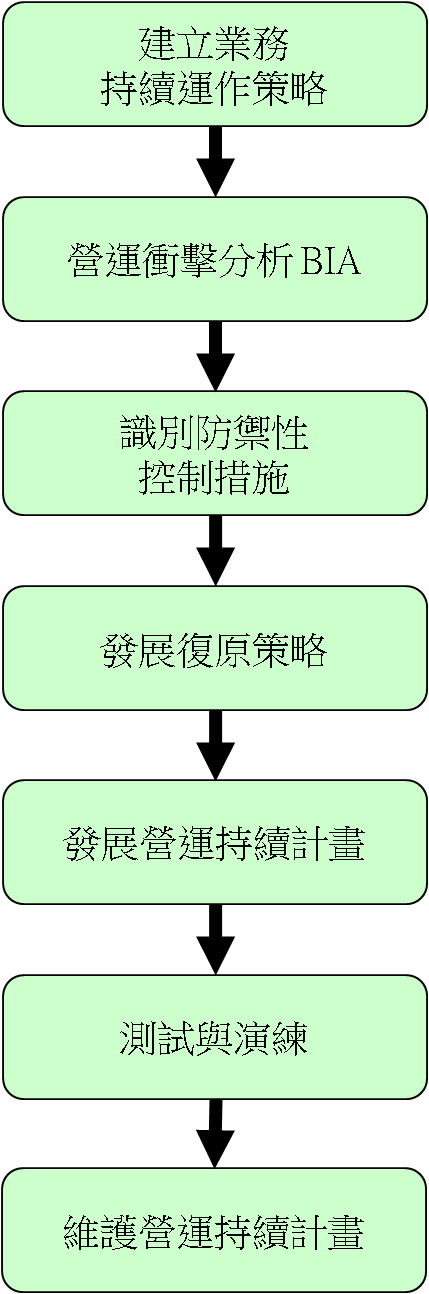 建立業務
持續運作策略
營運衝擊分析 BIA
識別防禦性
控制措施
發展復原策略
發展營運持續計畫
測試與演練
維護營運持續計畫